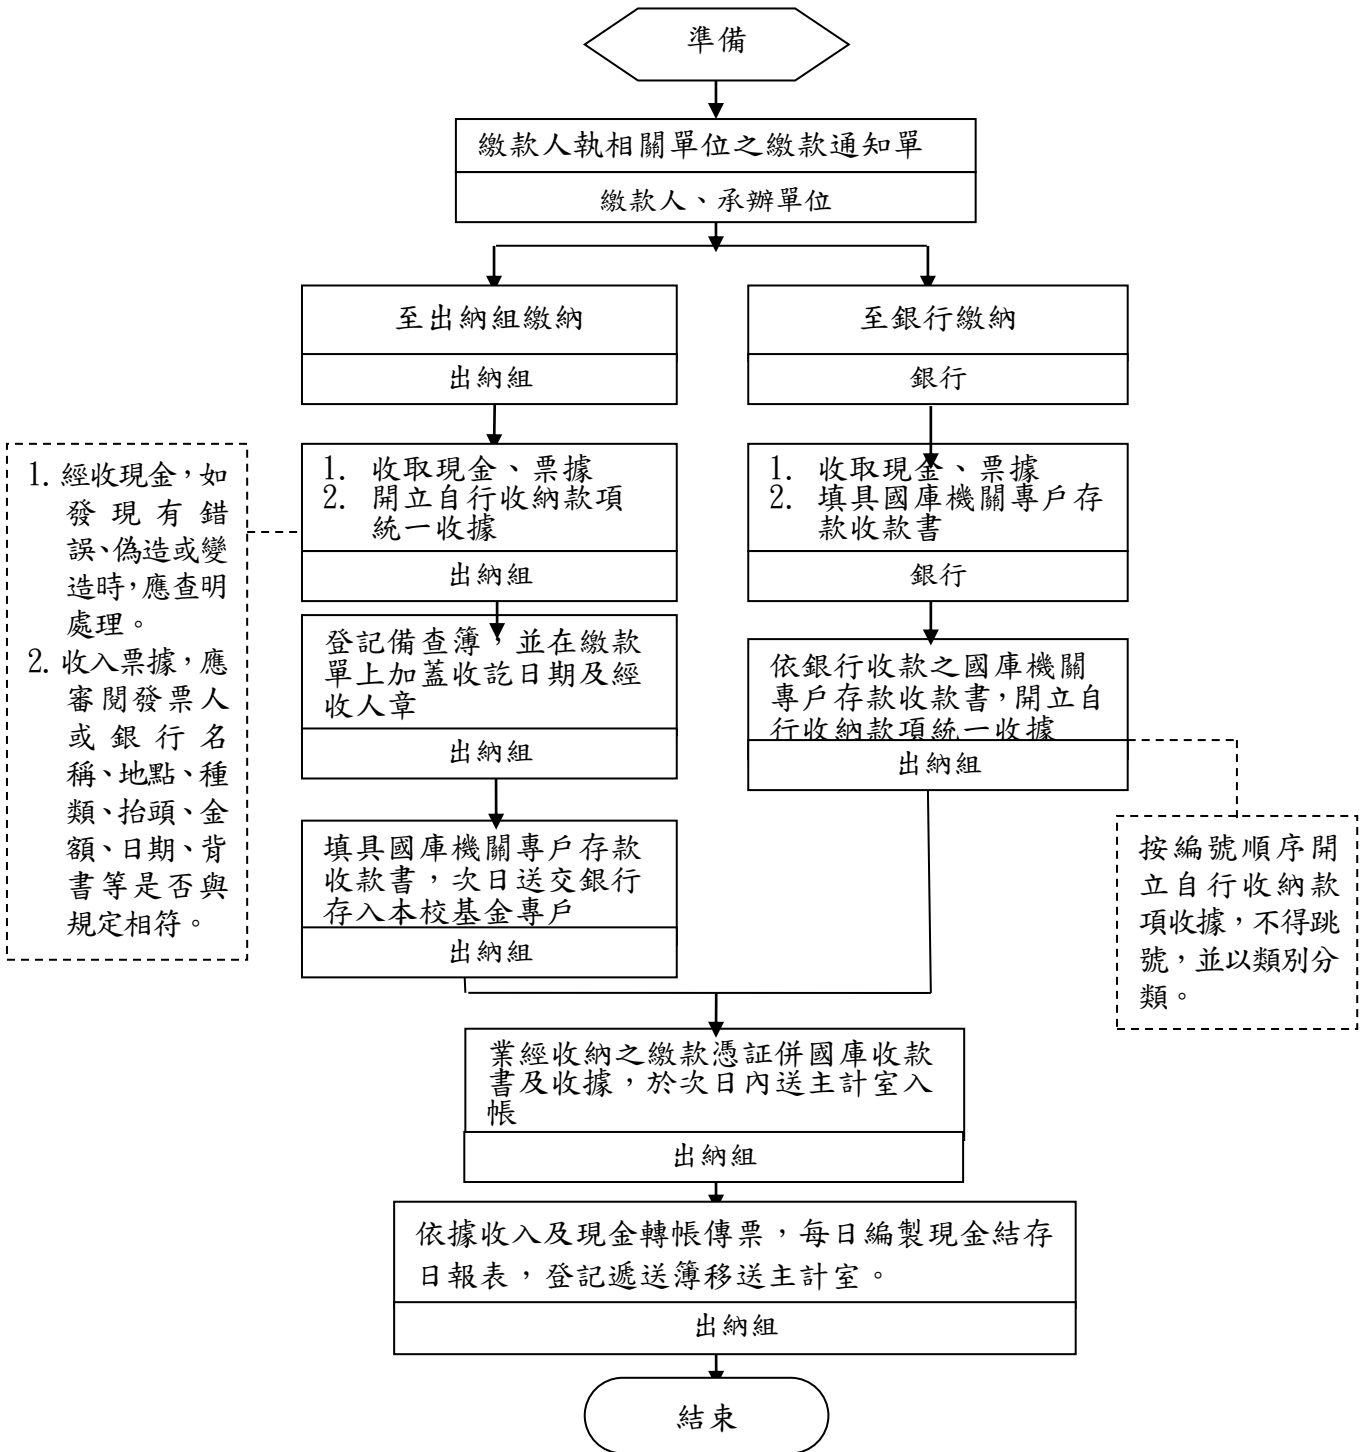 準備
繳款人執相關單位之繳款通知單
繳款人、承辦單位
至出納組繳納
出納組
至銀行繳納
銀行
1. 經收現金,如
發現有錯
誤、偽造或變
造時,應查明
處理。
2. 收入票據,應
審閱發票人
或銀行名
稱、地點、種
類、抬頭、金
額、日期、背
書等是否與
規定相符。
1. 收取現金、票據
2. 開立自行收納款項
統一收據
出納組
1. 收取現金、票據
2. 填具國庫機關專戶存
款收款書
銀行
登記備查簿,並在繳款
單上加蓋收訖日期及經
收人章
出納組
依銀行收款之國庫機關
專戶存款收款書,開立自
行收納款項統一收據
出納組
填具國庫機關專戶存款
收款書,次日送交銀行
存入本校基金專戶
出納組
按編號順序開
立自行收納款
項收據,不得跳
號,並以類別分
類。
業經收納之繳款憑証併國庫收款
書及收據,於次日內送主計室入
帳
出納組
依據收入及現金轉帳傳票,每日編製現金結存
日報表,登記遞送簿移送主計室。
出納組
結束